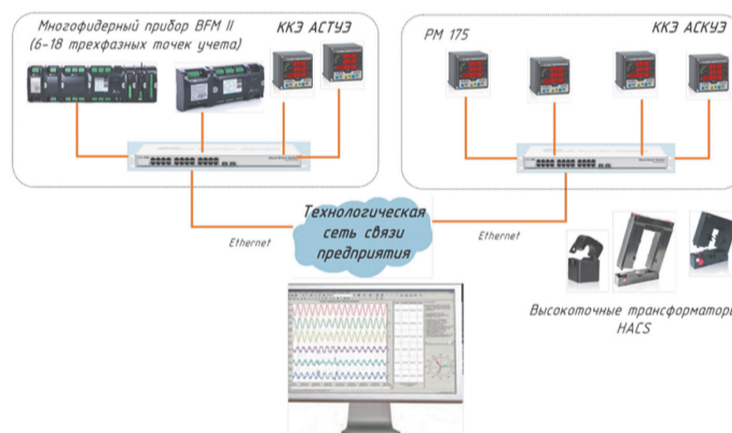 Многофидерный прибор BFM II
(6-18 трехфазных точек учета)
ККЭ АСТУЭ
PM 175
ККЭ АСКУЭ
Технологическая
сеть связи
предприятия
Ethernet
Ethernet
Высокоточные трансформаторы
HACS